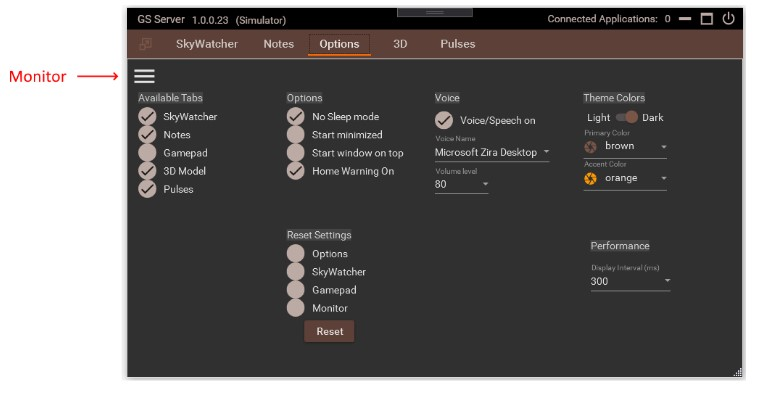 GS Server 1.0.0.23 (Simulator)
Connected Applications: 0
SkyWatcher Notes Options 3D Pulses
Monitor
Available Tabs
SkyWatcher
Notes
Gamepad
3D Model
Pulses
Options
No Sleep mode
Start minimized
Start window on top
Home Warning On
Voice
Voice/Speech on
Voice Name
Microsoft Zira Desktop
Volume level
80
Theme Colors
Light Dark
Primary Color
brown
Accent Color
orange
Reset Settings
Options
SkyWatcher
Gamepad
Monitor
Reset
Performance
Display Interval (ms)
300